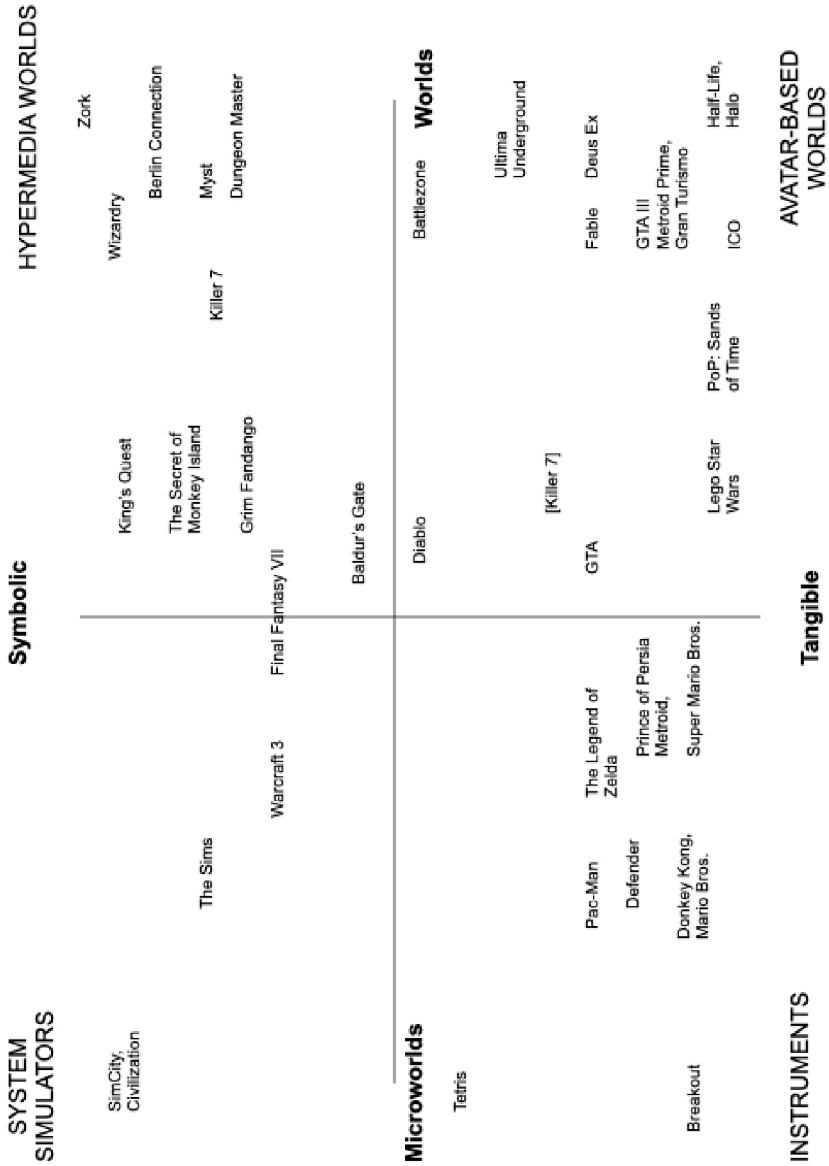 SYSTEM
SIMULATORS
Symbolic
HYPERMEDIA WORLDS
Zork
SimCity,
Civilization
King's Quest
Wizardry
Berlin Connection
The Secret of
Monkey Island
The Sims
Myst
Killer 7
Dungeon Master
Grim Fandango
Warcraft 3
Final Fantasy VII
Baldur's Gate
Microworlds
Worlds
Diablo
Battlezone
Tetris
Ultima
Underground
[Killer 7]
Pac-Man
The Legend of
Zelda
GTA
Fable
Deus Ex
Defender
Prince of Persia
Metroid,
GTA III
Metroid Prime,
Gran Turismo
Breakout
Donkey Kong,
Mario Bros.
Super Mario Bros.
Lego Star
Wars
PoP: Sands
of Time
ICO
Half-Life,
Halo
INSTRUMENTS
Tangible
AVATAR-BASED
WORLDS